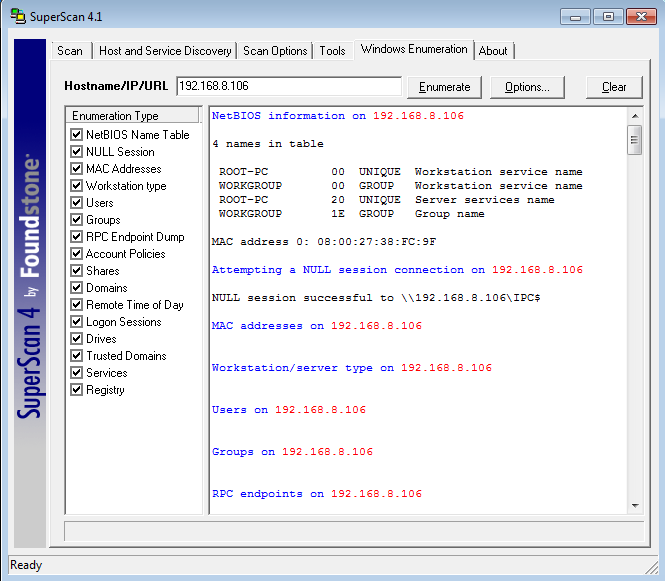 SuperScan 4.1
Scan Host and Service Discovery Scan Options Tools Windows Enumeration About
Hostname/IP/URL 192.168.8.106 Enumerate Options... Clear
Enumeration Type
NetBIOS Name Table
NULL Session
MAC Addresses
Workstation type
Users
Groups
RPC Endpoint Dump
Account Policies
Shares
Domains
Remote Time of Day
Logon Sessions
Drives
Trusted Domains
Services
Registry
NetBIOS information on 192.168.8.106
4 names in table
ROOT-PC 00 UNIQUE Workstation service name
WORKGROUP 00 GROUP Workstation service name
ROOT-PC 20 UNIQUE Server services name
WORKGROUP 1E GROUP Group name
MAC address 0: 08:00:27:38:FC:9F
Attempting a NULL session connection on 192.168.8.106
NULL session successful to \\192.168.8.106\IPC$
MAC addresses on 192.168.8.106
Workstation/server type on 192.168.8.106
Users on 192.168.8.106
Groups on 192.168.8.106
RPC endpoints on 192.168.8.106
SuperScan 4 by Foundstone
Ready